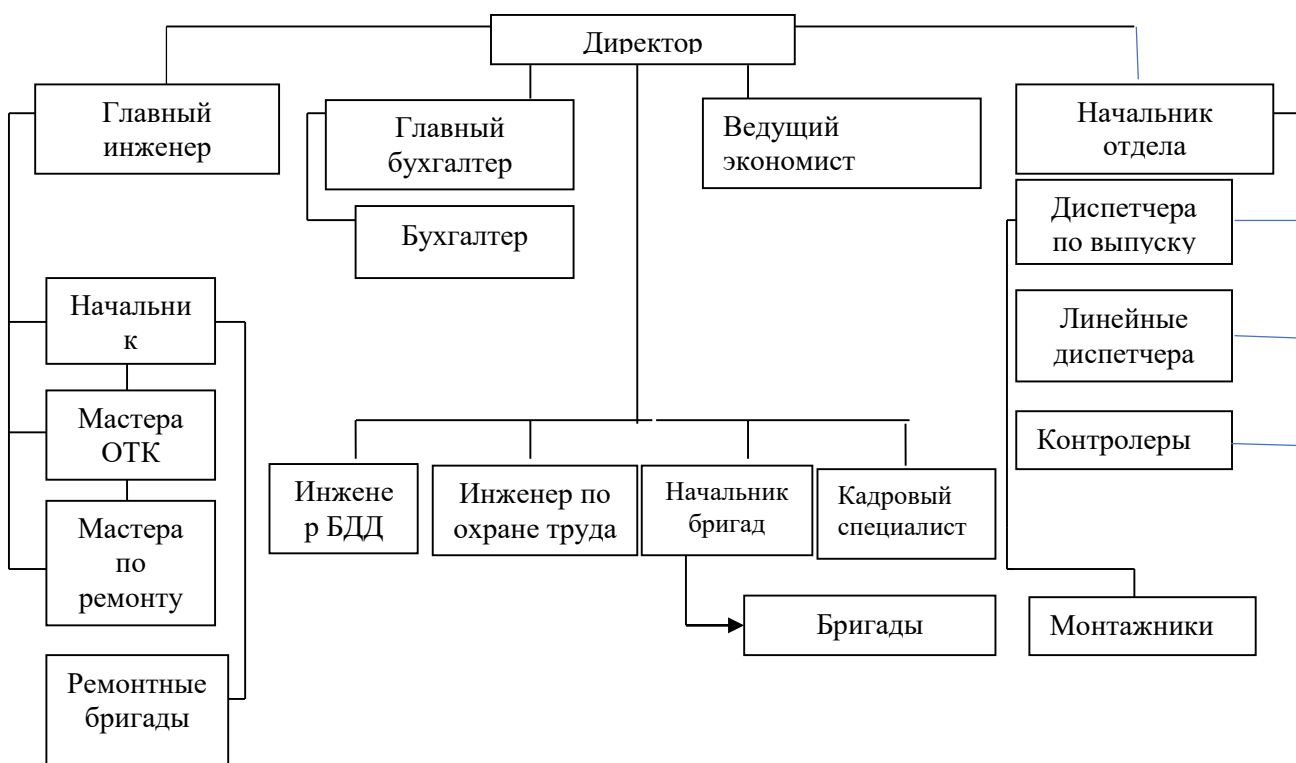 Директор
Главный
инженер
Главный
бухгалтер
Ведущий
экономист
Начальник
отдела
Бухгалтер
Диспетчера
по выпуску
Начальни
к
Линейные
диспетчера
Мастера
ОТК
Контролеры
Инжене
р БДД
Инженер по
охране труда
Начальник
бригад
Кадровый
специалист
Мастера
по
ремонту
Бригады
Монтажники
Ремонтные
бригады